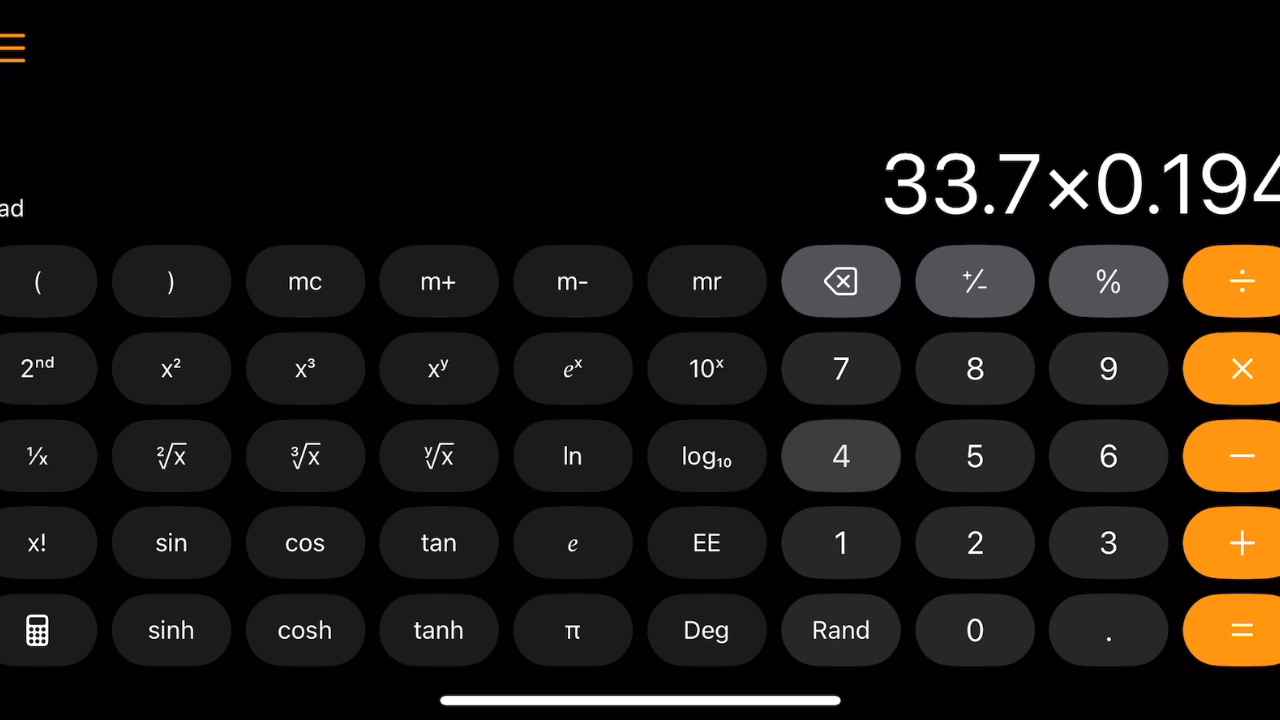 33.7×0.194
ad
( ) mc m+ m- mr +/- % ÷
2ⁿᵈ x² x³ xʸ eˣ 10ˣ 7 8 9 ×
1/x ²√x ³√x ʸ√x ln log₁₀ 4 5 6 −
x! sin cos tan e EE 1 2 3 +
sinh cosh tanh π Deg Rand 0 . =